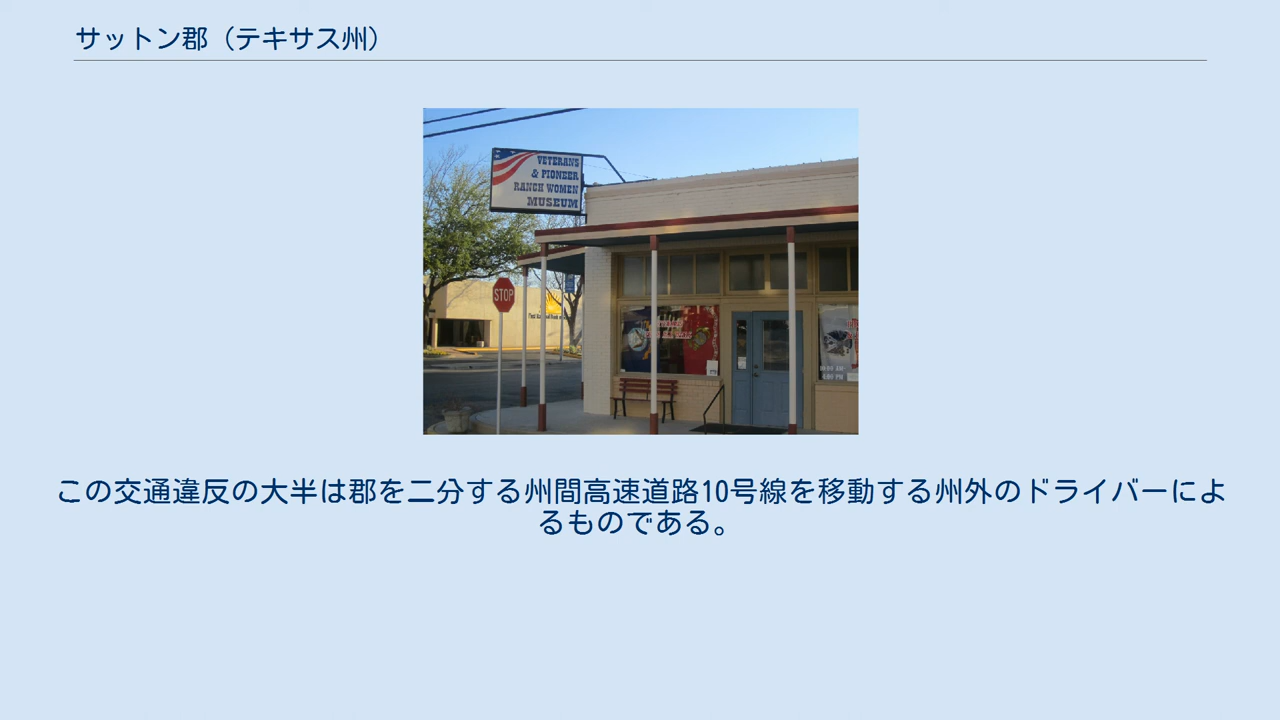 サットン郡（テキサス州）
VETERANS
& PIONEER
RANCH WOMEN
MUSEUM
STOP
この交通違反の大半は郡を二分する州間高速道路10号線を移動する州外のドライバーによ
るものである。